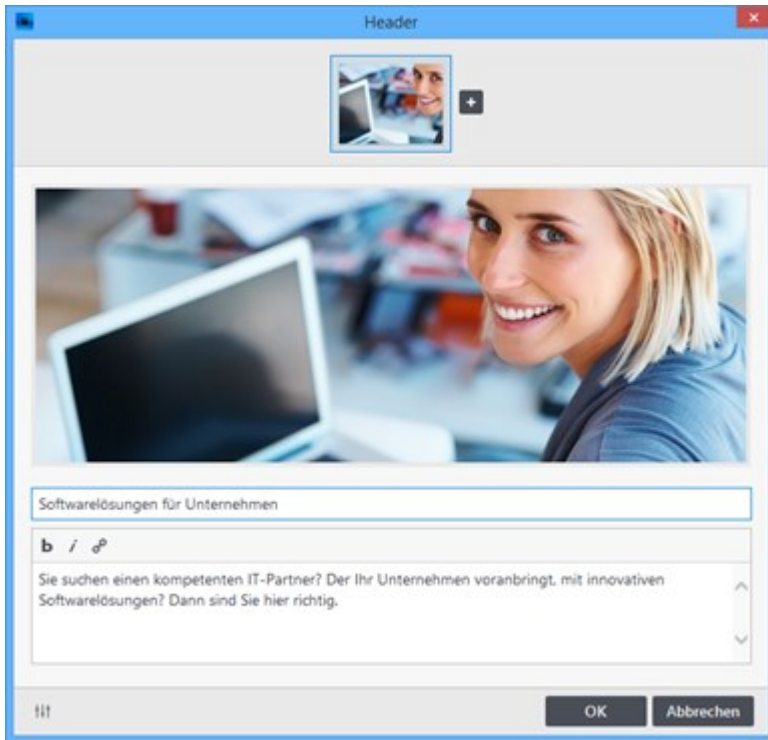 Header
Softwarelösungen für Unternehmen
b i
Sie suchen einen kompetenten IT-Partner? Der Ihr Unternehmen voranbringt, mit innovativen
Softwarelösungen? Dann sind Sie hier richtig.
OK Abbrechen